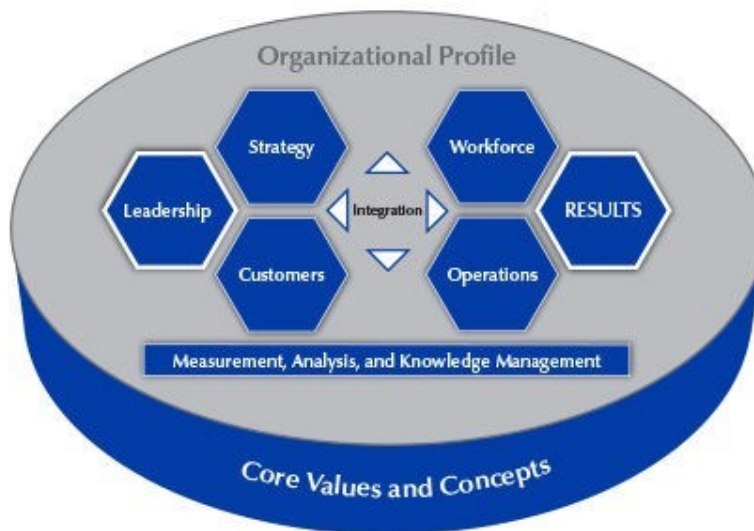 Organizational Profile
Strategy
Workforce
Leadership
Integration
RESULTS
Customers
Operations
Measurement, Analysis, and Knowledge Management
Core Values and Concepts